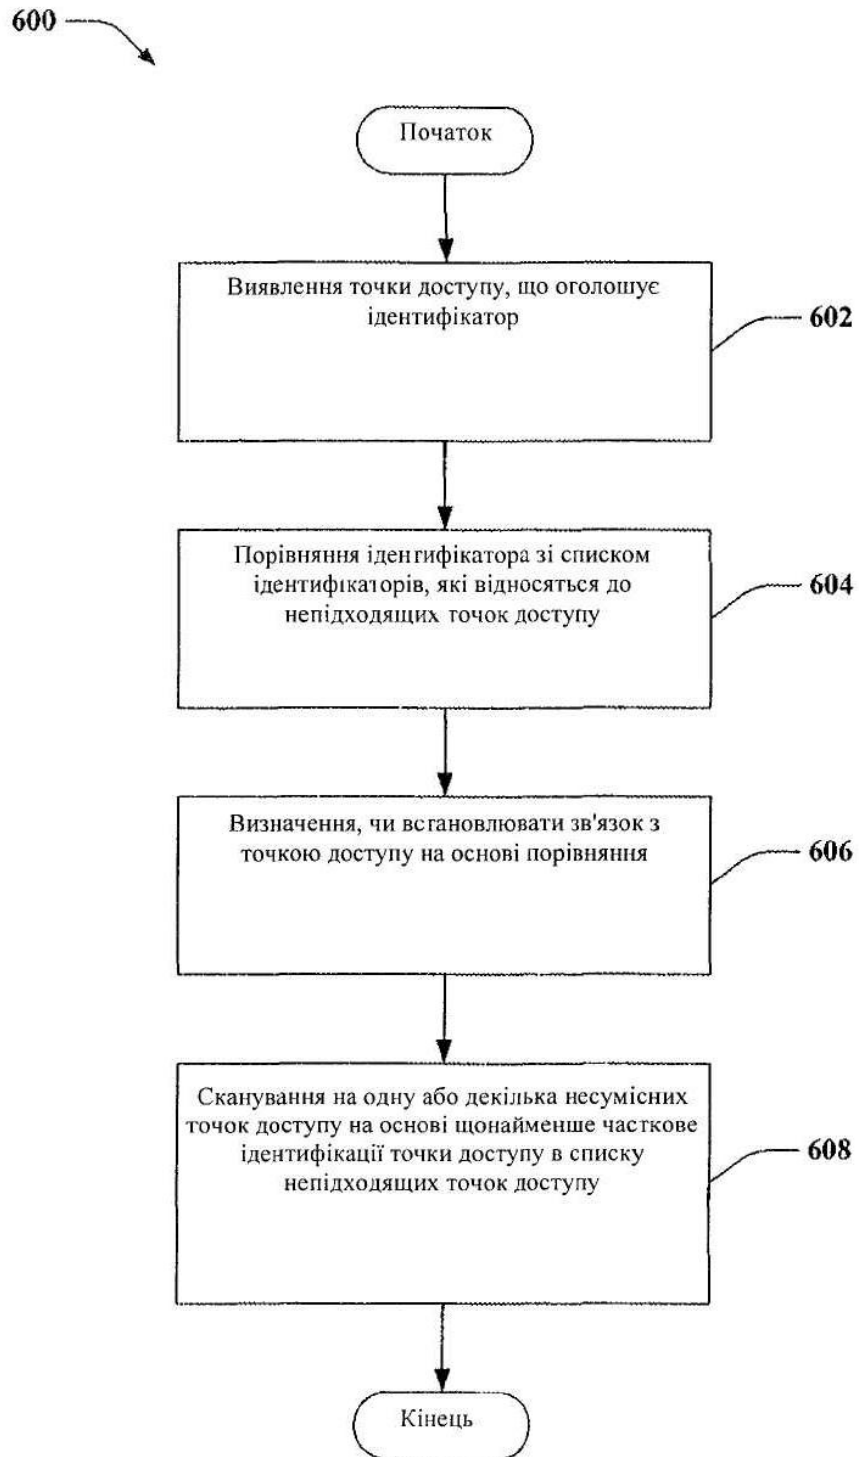 600
Початок
Виявлення точки доступу, що оголошує
ідентифікатор
602
Порівняння ідентифікатора зі списком
ідентифікаторів, які відносяться до
непідходящих точок доступу
604
Визначення, чи встановлювати зв'язок з
точкою доступу на основі порівняння
606
Сканування на одну або декілька несумісних
точок доступу на основі щонайменше часткове
ідентифікації точки доступу в списку
непідходящих точок доступу
608
Кінець